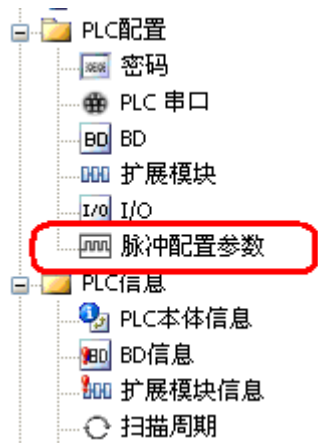 PLC配置
密码
PLC 串口
BD BD
扩展模块
I/O I/O
脉冲配置参数
PLC信息
PLC本体信息
BD BD信息
扩展模块信息
扫描周期